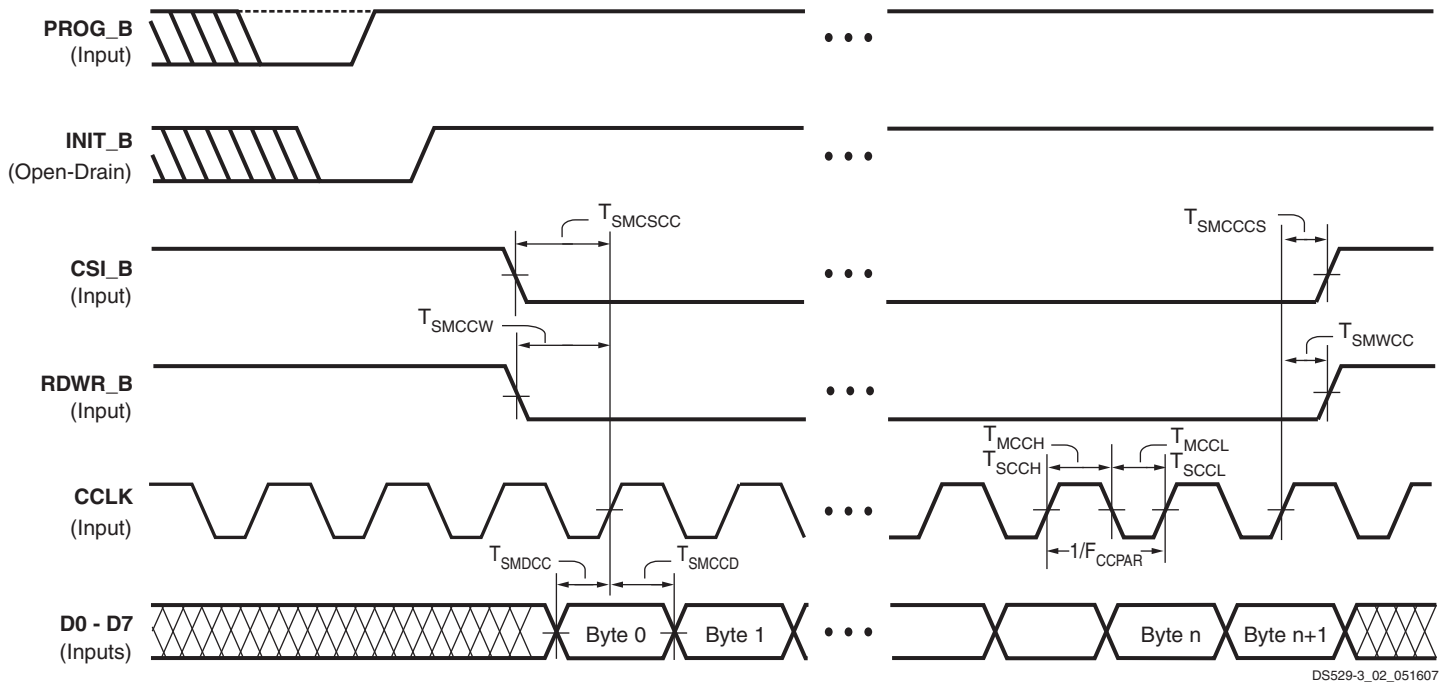 PROG_B
(Input)
INIT_B
(Open-Drain)
TSMCSCC
TSMCCCS
CSI_B
(Input)
TSMCCW
TSMWCC
RDWR_B
(Input)
TMCCH
TSCCH
TMCCL
TSCCL
CCLK
(Input)
1/FCCPAR
TSMDCC
TSMCCD
D0 - D7
(Inputs)
Byte 0
Byte 1
Byte n
Byte n+1
DS529-3_02_051607